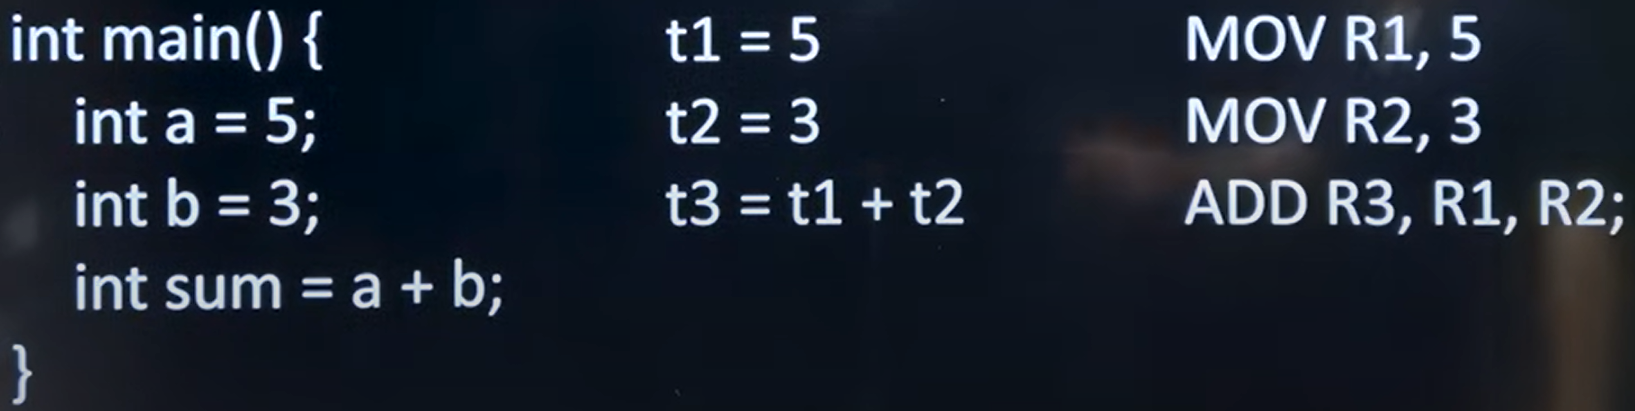 int main() {
int a = 5;
int b = 3;
int sum = a + b;
}
t1 = 5
t2 = 3
t3 = t1 + t2
MOV R1, 5
MOV R2, 3
ADD R3, R1, R2;